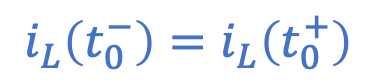 $i_L(t_0^-) = i_L(t_0^+)$